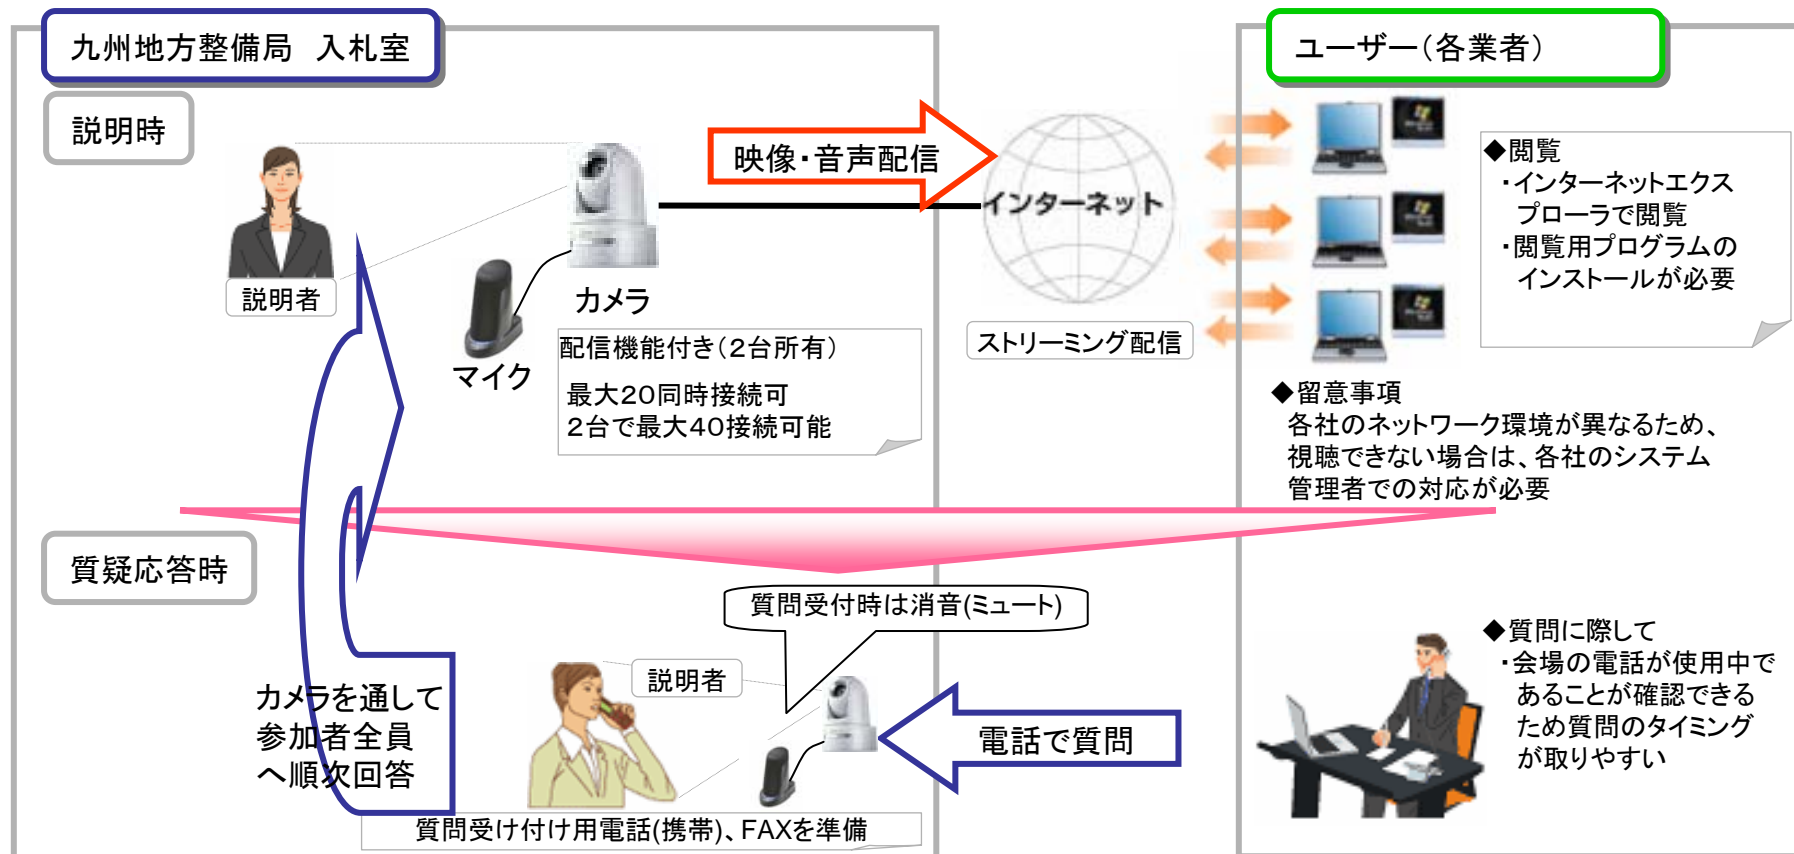 九州地方整備局　入札室
ユーザー（各業者）
説明時
映像・音声配信
説明者
カメラ
マイク
配信機能付き（２台所有）
最大２０同時接続可
２台で最大４０接続可能
インターネット
ストリーミング配信
◆閲覧
・インターネットエクス
プローラで閲覧
・閲覧用プログラムの
インストールが必要
◆留意事項
各社のネットワーク環境が異なるため、
視聴できない場合は、各社のシステム
管理者での対応が必要
質疑応答時
質問受付時は消音(ミュート)
説明者
カメラを通して
参加者全員
へ順次回答
電話で質問
質問受け付け用電話(携帯)、FAXを準備
◆質問に際して
・会場の電話が使用中で
あることが確認できる
ため質問のタイミング
が取りやすい